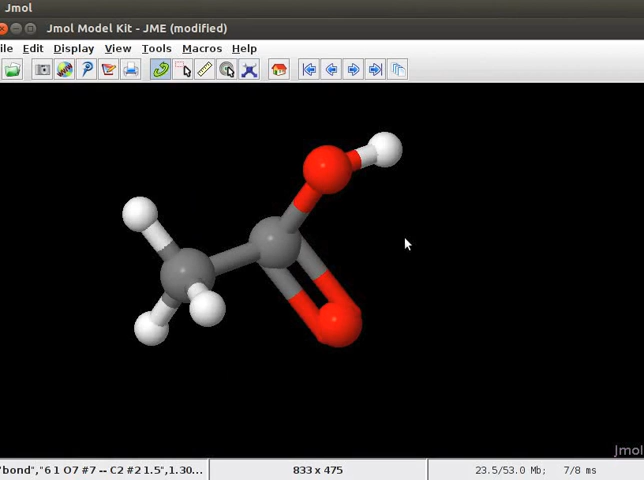 Jmol
Jmol Model Kit - JME (modified)
ile Edit Display View Tools Macros Help
"bond","6 1 O7 #7 -- C2 #2 1.5",1.30... 833 x 475 23.5/53.0 Mb; 7/8 ms
Jmol